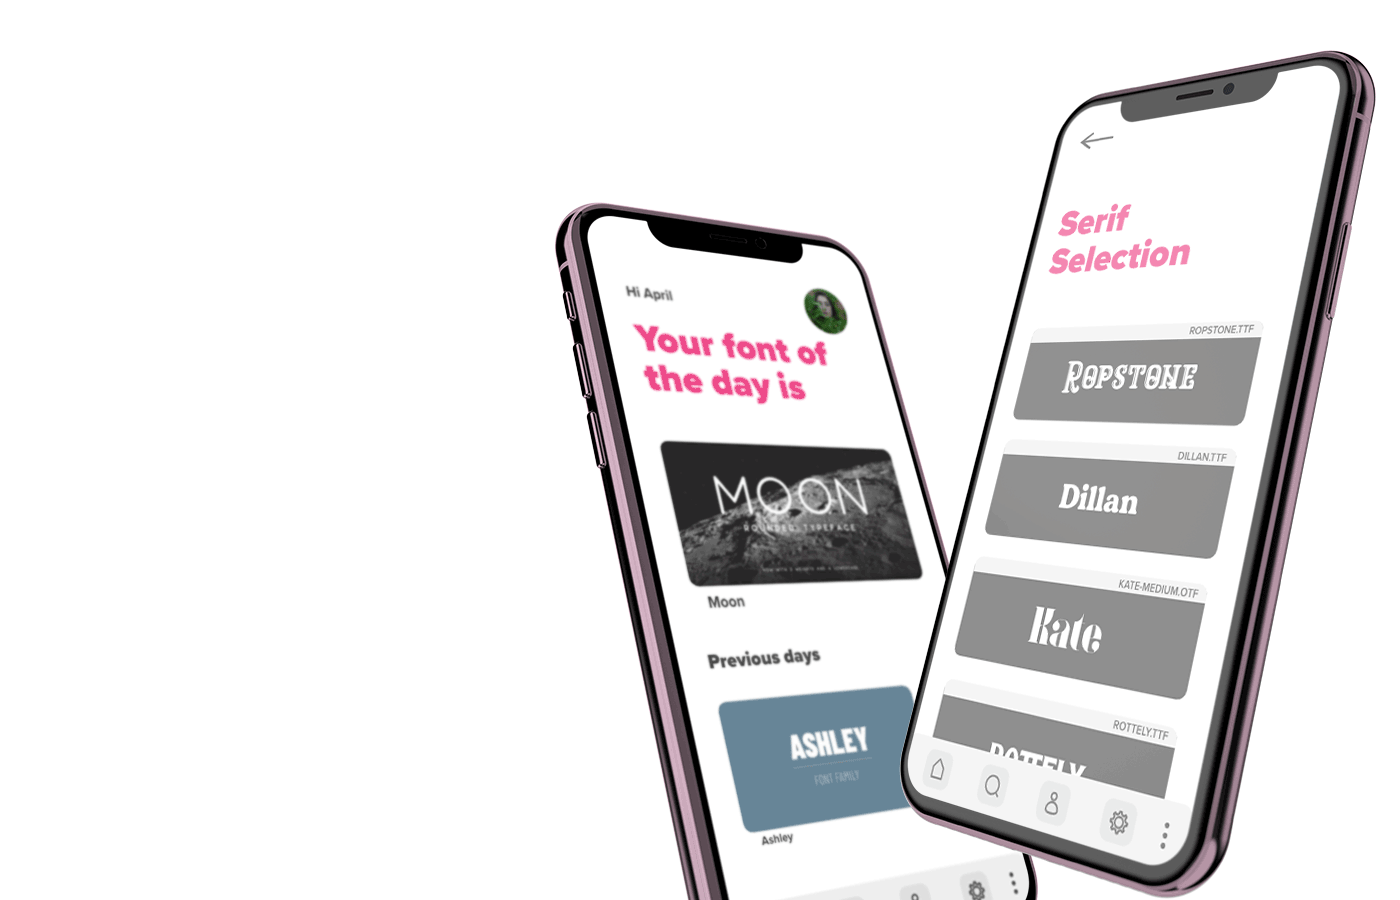 Hi April
Your font of
the day is
MOON
ROUNDED TYPEFACE
Moon
Previous days
ASHLEY
FONT FAMILY
Ashley
Serif
Selection
ROPSTONE.TTF
ROPSTONE
DILLAN.TTF
Dillan
KATE-MEDIUM.OTF
Kate
ROTTELY.TTF
ROTTELY